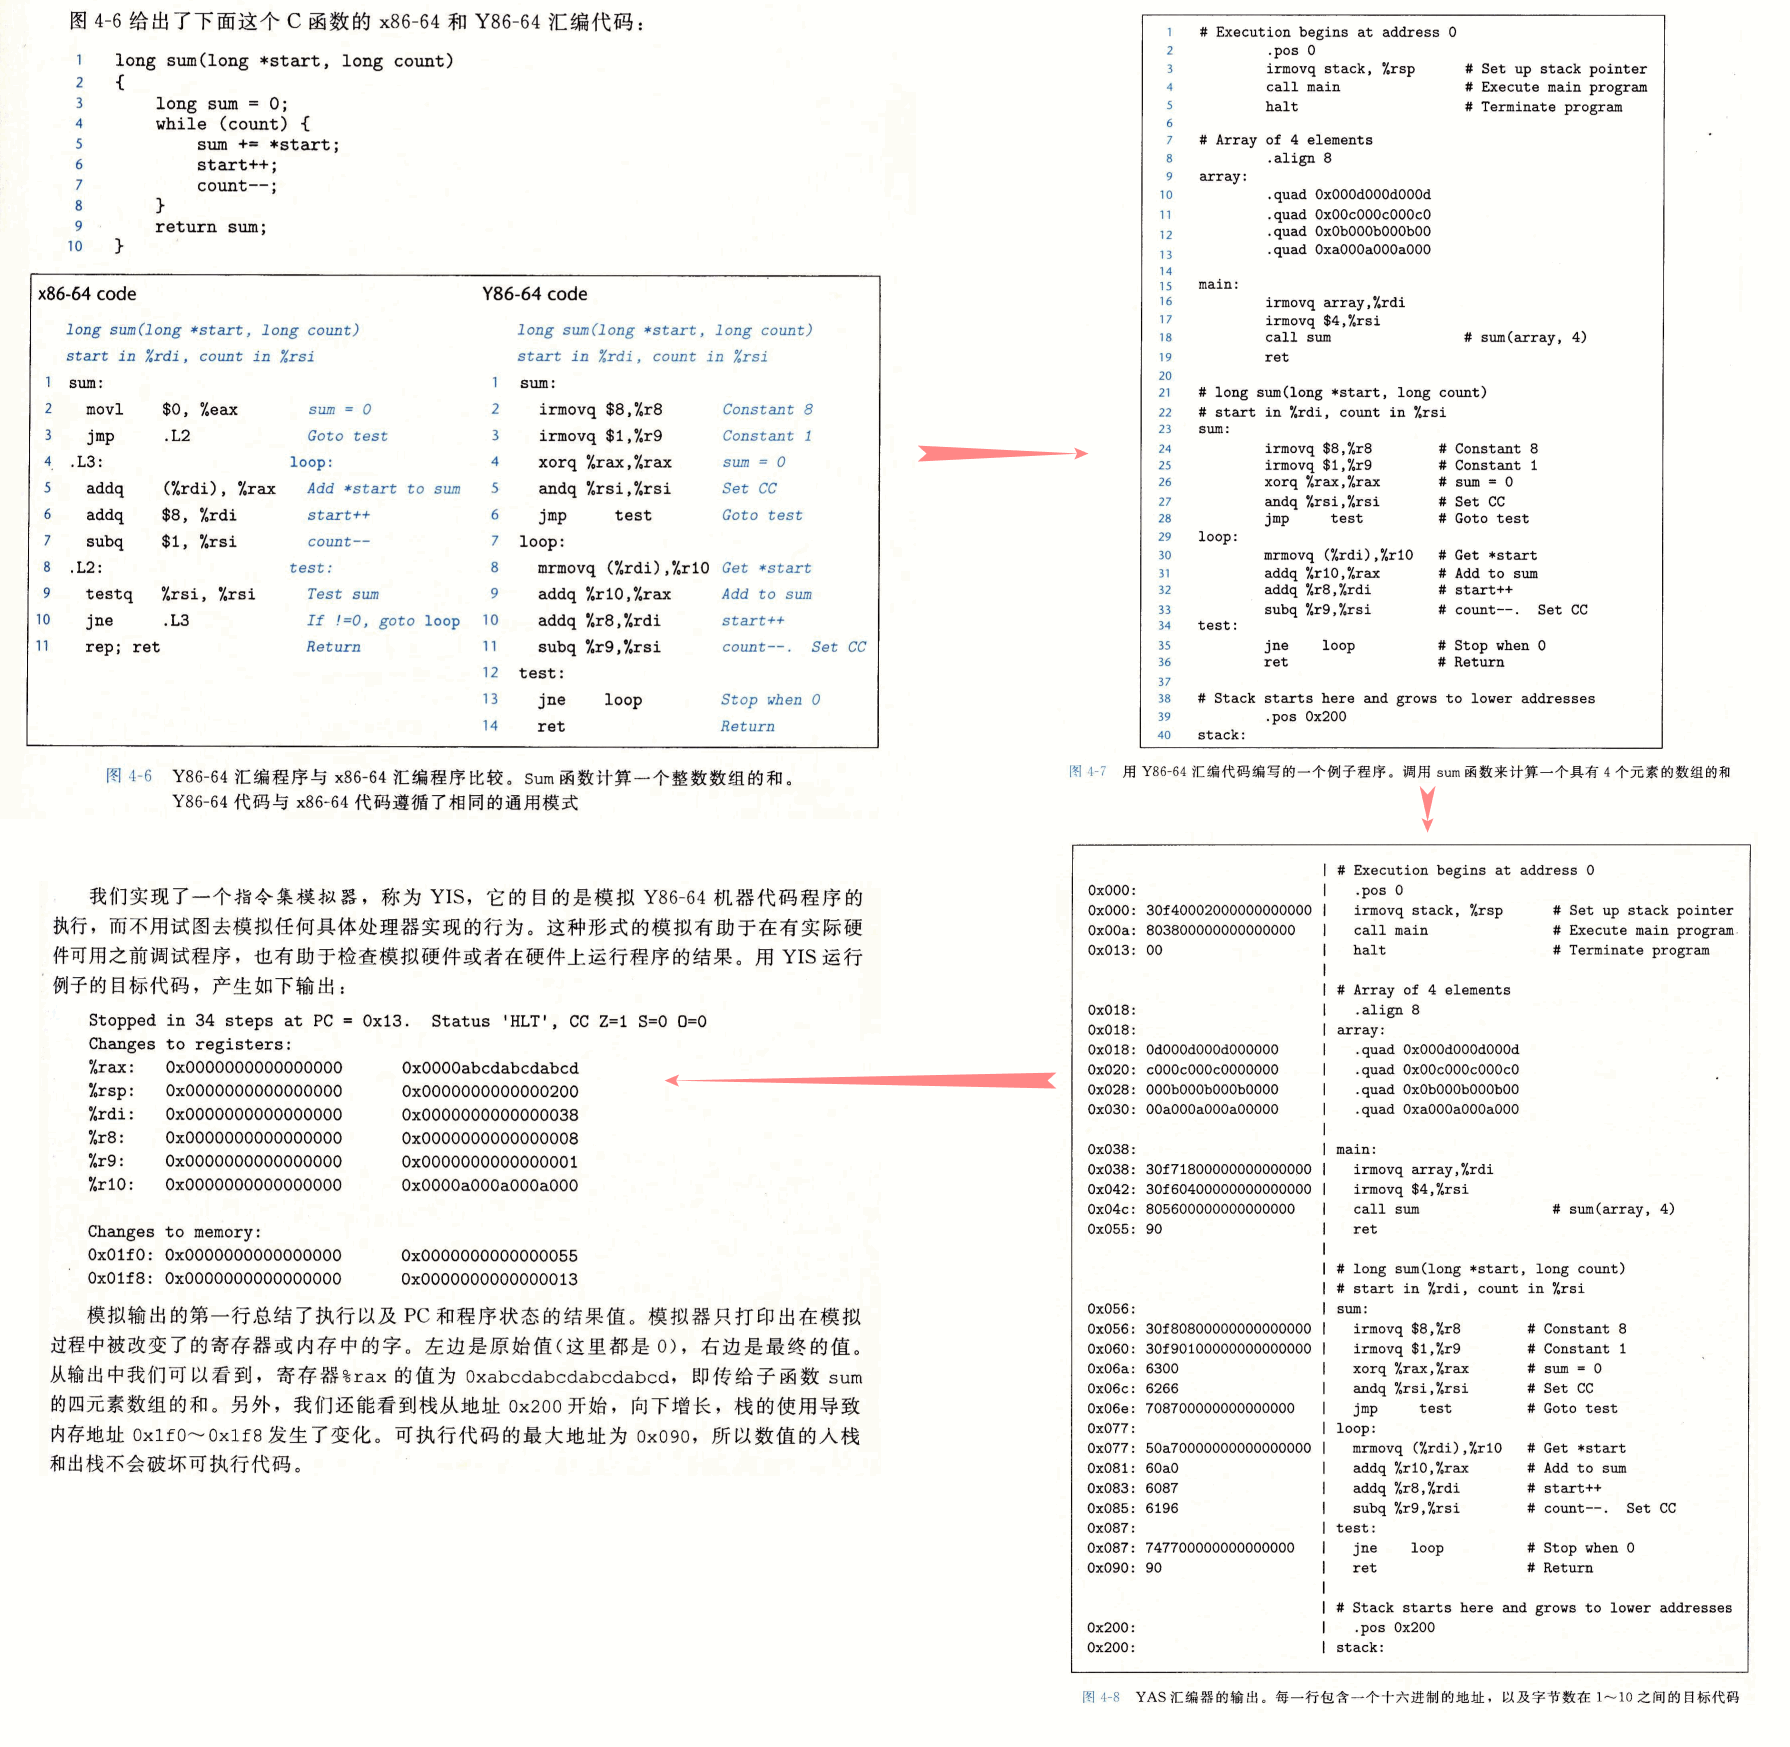 图 4-6 给出了下面这个 C 函数的 x86-64 和 Y86-64 汇编代码：
1 long sum(long *start, long count)
2 {
3 long sum = 0;
4 while (count) {
5 sum += *start;
6 start++;
7 count--;
8 }
9 return sum;
10 }
x86-64 code
long sum(long *start, long count)
start in %rdi, count in %rsi
1 sum:
2 movl $0, %eax sum = 0
3 jmp .L2 Goto test
4 .L3: loop:
5 addq (%rdi), %rax Add *start to sum
6 addq $8, %rdi start++
7 subq $1, %rsi count--
8 .L2: test:
9 testq %rsi, %rsi Test sum
10 jne .L3 If !=0, goto loop
11 rep; ret Return
Y86-64 code
long sum(long *start, long count)
start in %rdi, count in %rsi
1 sum:
2 irmovq $8,%r8 Constant 8
3 irmovq $1,%r9 Constant 1
4 xorq %rax,%rax sum = 0
5 andq %rsi,%rsi Set CC
6 jmp test Goto test
7 loop:
8 mrmovq (%rdi),%r10 Get *start
9 addq %r10,%rax Add to sum
10 addq %r8,%rdi start++
11 subq %r9,%rsi count--. Set CC
12 test:
13 jne loop Stop when 0
14 ret Return
图 4-6 Y86-64 汇编程序与 x86-64 汇编程序比较。Sum 函数计算一个整数数组的和。
Y86-64 代码与 x86-64 代码遵循了相同的通用模式
1 # Execution begins at address 0
2 .pos 0
3 irmovq stack, %rsp # Set up stack pointer
4 call main # Execute main program
5 halt # Terminate program
6
7 # Array of 4 elements
8 .align 8
9 array:
10 .quad 0x000d000d000d
11 .quad 0x00c000c000c0
12 .quad 0x0b000b000b00
13 .quad 0xa000a000a000
14
15 main:
16 irmovq array,%rdi
17 irmovq $4,%rsi
18 call sum # sum(array, 4)
19 ret
20
21 # long sum(long *start, long count)
22 # start in %rdi, count in %rsi
23 sum:
24 irmovq $8,%r8 # Constant 8
25 irmovq $1,%r9 # Constant 1
26 xorq %rax,%rax # sum = 0
27 andq %rsi,%rsi # Set CC
28 jmp test # Goto test
29 loop:
30 mrmovq (%rdi),%r10 # Get *start
31 addq %r10,%rax # Add to sum
32 addq %r8,%rdi # start++
33 subq %r9,%rsi # count--. Set CC
34 test:
35 jne loop # Stop when 0
36 ret # Return
37
38 # Stack starts here and grows to lower addresses
39 .pos 0x200
40 stack:
图 4-7 用 Y86-64 汇编代码编写的一个例子程序。调用 sum 函数来计算一个具有 4 个元素的数组的和
| # Execution begins at address 0
0x000: | .pos 0
0x000: 30f40002000000000000 | irmovq stack, %rsp # Set up stack pointer
0x00a: 803800000000000000 | call main # Execute main program
0x013: 00 | halt # Terminate program
|
| # Array of 4 elements
0x018: | .align 8
0x018: | array:
0x018: 0d000d000d000000 | .quad 0x000d000d000d
0x020: c000c000c0000000 | .quad 0x00c000c000c0
0x028: 000b000b000b0000 | .quad 0x0b000b000b00
0x030: 00a000a000a00000 | .quad 0xa000a000a000
|
0x038: | main:
0x038: 30f71800000000000000 | irmovq array,%rdi
0x042: 30f60400000000000000 | irmovq $4,%rsi
0x04c: 805600000000000000 | call sum # sum(array, 4)
0x055: 90 | ret
|
| # long sum(long *start, long count)
| # start in %rdi, count in %rsi
0x056: | sum:
0x056: 30f80800000000000000 | irmovq $8,%r8 # Constant 8
0x060: 30f90100000000000000 | irmovq $1,%r9 # Constant 1
0x06a: 6300 | xorq %rax,%rax # sum = 0
0x06c: 6266 | andq %rsi,%rsi # Set CC
0x06e: 708700000000000000 | jmp test # Goto test
0x077: | loop:
0x077: 50a70000000000000000 | mrmovq (%rdi),%r10 # Get *start
0x081: 60a0 | addq %r10,%rax # Add to sum
0x083: 6087 | addq %r8,%rdi # start++
0x085: 6196 | subq %r9,%rsi # count--. Set CC
0x087: | test:
0x087: 747700000000000000 | jne loop # Stop when 0
0x090: 90 | ret # Return
|
| # Stack starts here and grows to lower addresses
0x200: | .pos 0x200
0x200: | stack:
图 4-8 YAS 汇编器的输出。每一行包含一个十六进制的地址，以及字节数在 1～10 之间的目标代码
我们实现了一个指令集模拟器，称为 YIS，它的目的是模拟 Y86-64 机器代码程序的
执行，而不用试图去模拟任何具体处理器实现的行为。这种形式的模拟有助于在有实际硬
件可用之前调试程序，也有助于检查模拟硬件或者在硬件上运行程序的结果。用 YIS 运行
例子的目标代码，产生如下输出：
Stopped in 34 steps at PC = 0x13. Status 'HLT', CC Z=1 S=0 O=0
Changes to registers:
%rax: 0x0000000000000000 0x0000abcdabcdabcd
%rsp: 0x0000000000000000 0x0000000000000200
%rdi: 0x0000000000000000 0x0000000000000038
%r8: 0x0000000000000000 0x0000000000000008
%r9: 0x0000000000000000 0x0000000000000001
%r10: 0x0000000000000000 0x0000a000a000a000
Changes to memory:
0x01f0: 0x0000000000000000 0x0000000000000055
0x01f8: 0x0000000000000000 0x0000000000000013
模拟输出的第一行总结了执行以及 PC 和程序状态的结果值。模拟器只打印出在模拟
过程中被改变了的寄存器或内存中的字。左边是原始值(这里都是 0)，右边是最终的值。
从输出中我们可以看到，寄存器%rax 的值为 0xabcdabcdabcdabcd，即传给子函数 sum
的四元素数组的和。另外，我们还能看到栈从地址 0x200 开始，向下增长，栈的使用导致
内存地址 0x1f0～0x1f8 发生了变化。可执行代码的最大地址为 0x090，所以数值的入栈
和出栈不会破坏可执行代码。